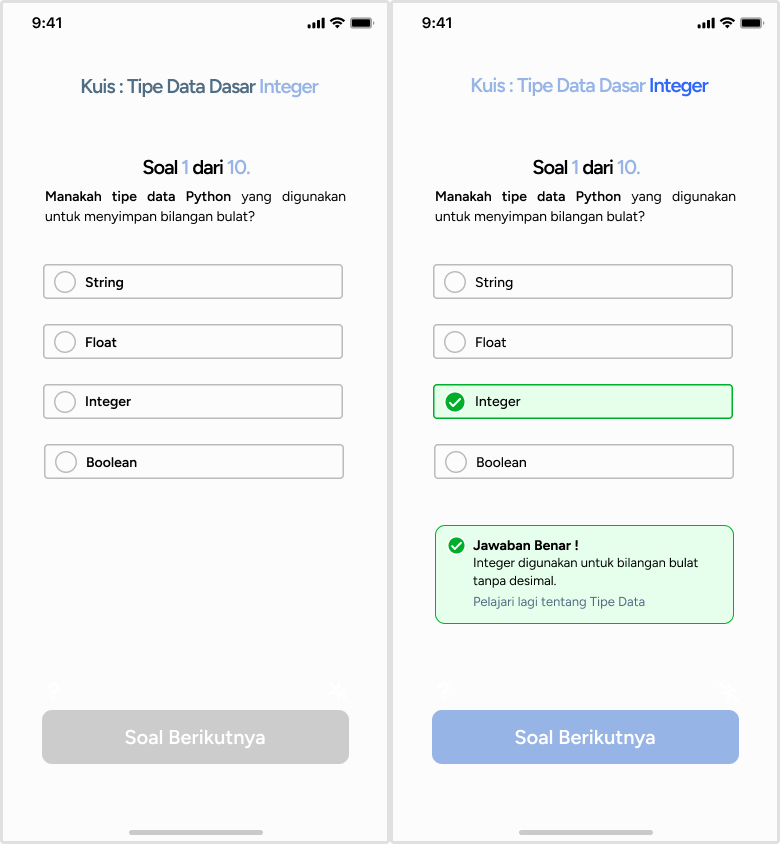 9:41
Kuis : Tipe Data Dasar Integer
Soal 1 dari 10.
Manakah tipe data Python yang digunakan
untuk menyimpan bilangan bulat?
String
Float
Integer
Boolean
?
Soal Berikutnya
9:41
Kuis : Tipe Data Dasar Integer
Soal 1 dari 10.
Manakah tipe data Python yang digunakan
untuk menyimpan bilangan bulat?
String
Float
Integer
Boolean
Jawaban Benar !
Integer digunakan untuk bilangan bulat
tanpa desimal.
Pelajari lagi tentang Tipe Data
?
Soal Berikutnya